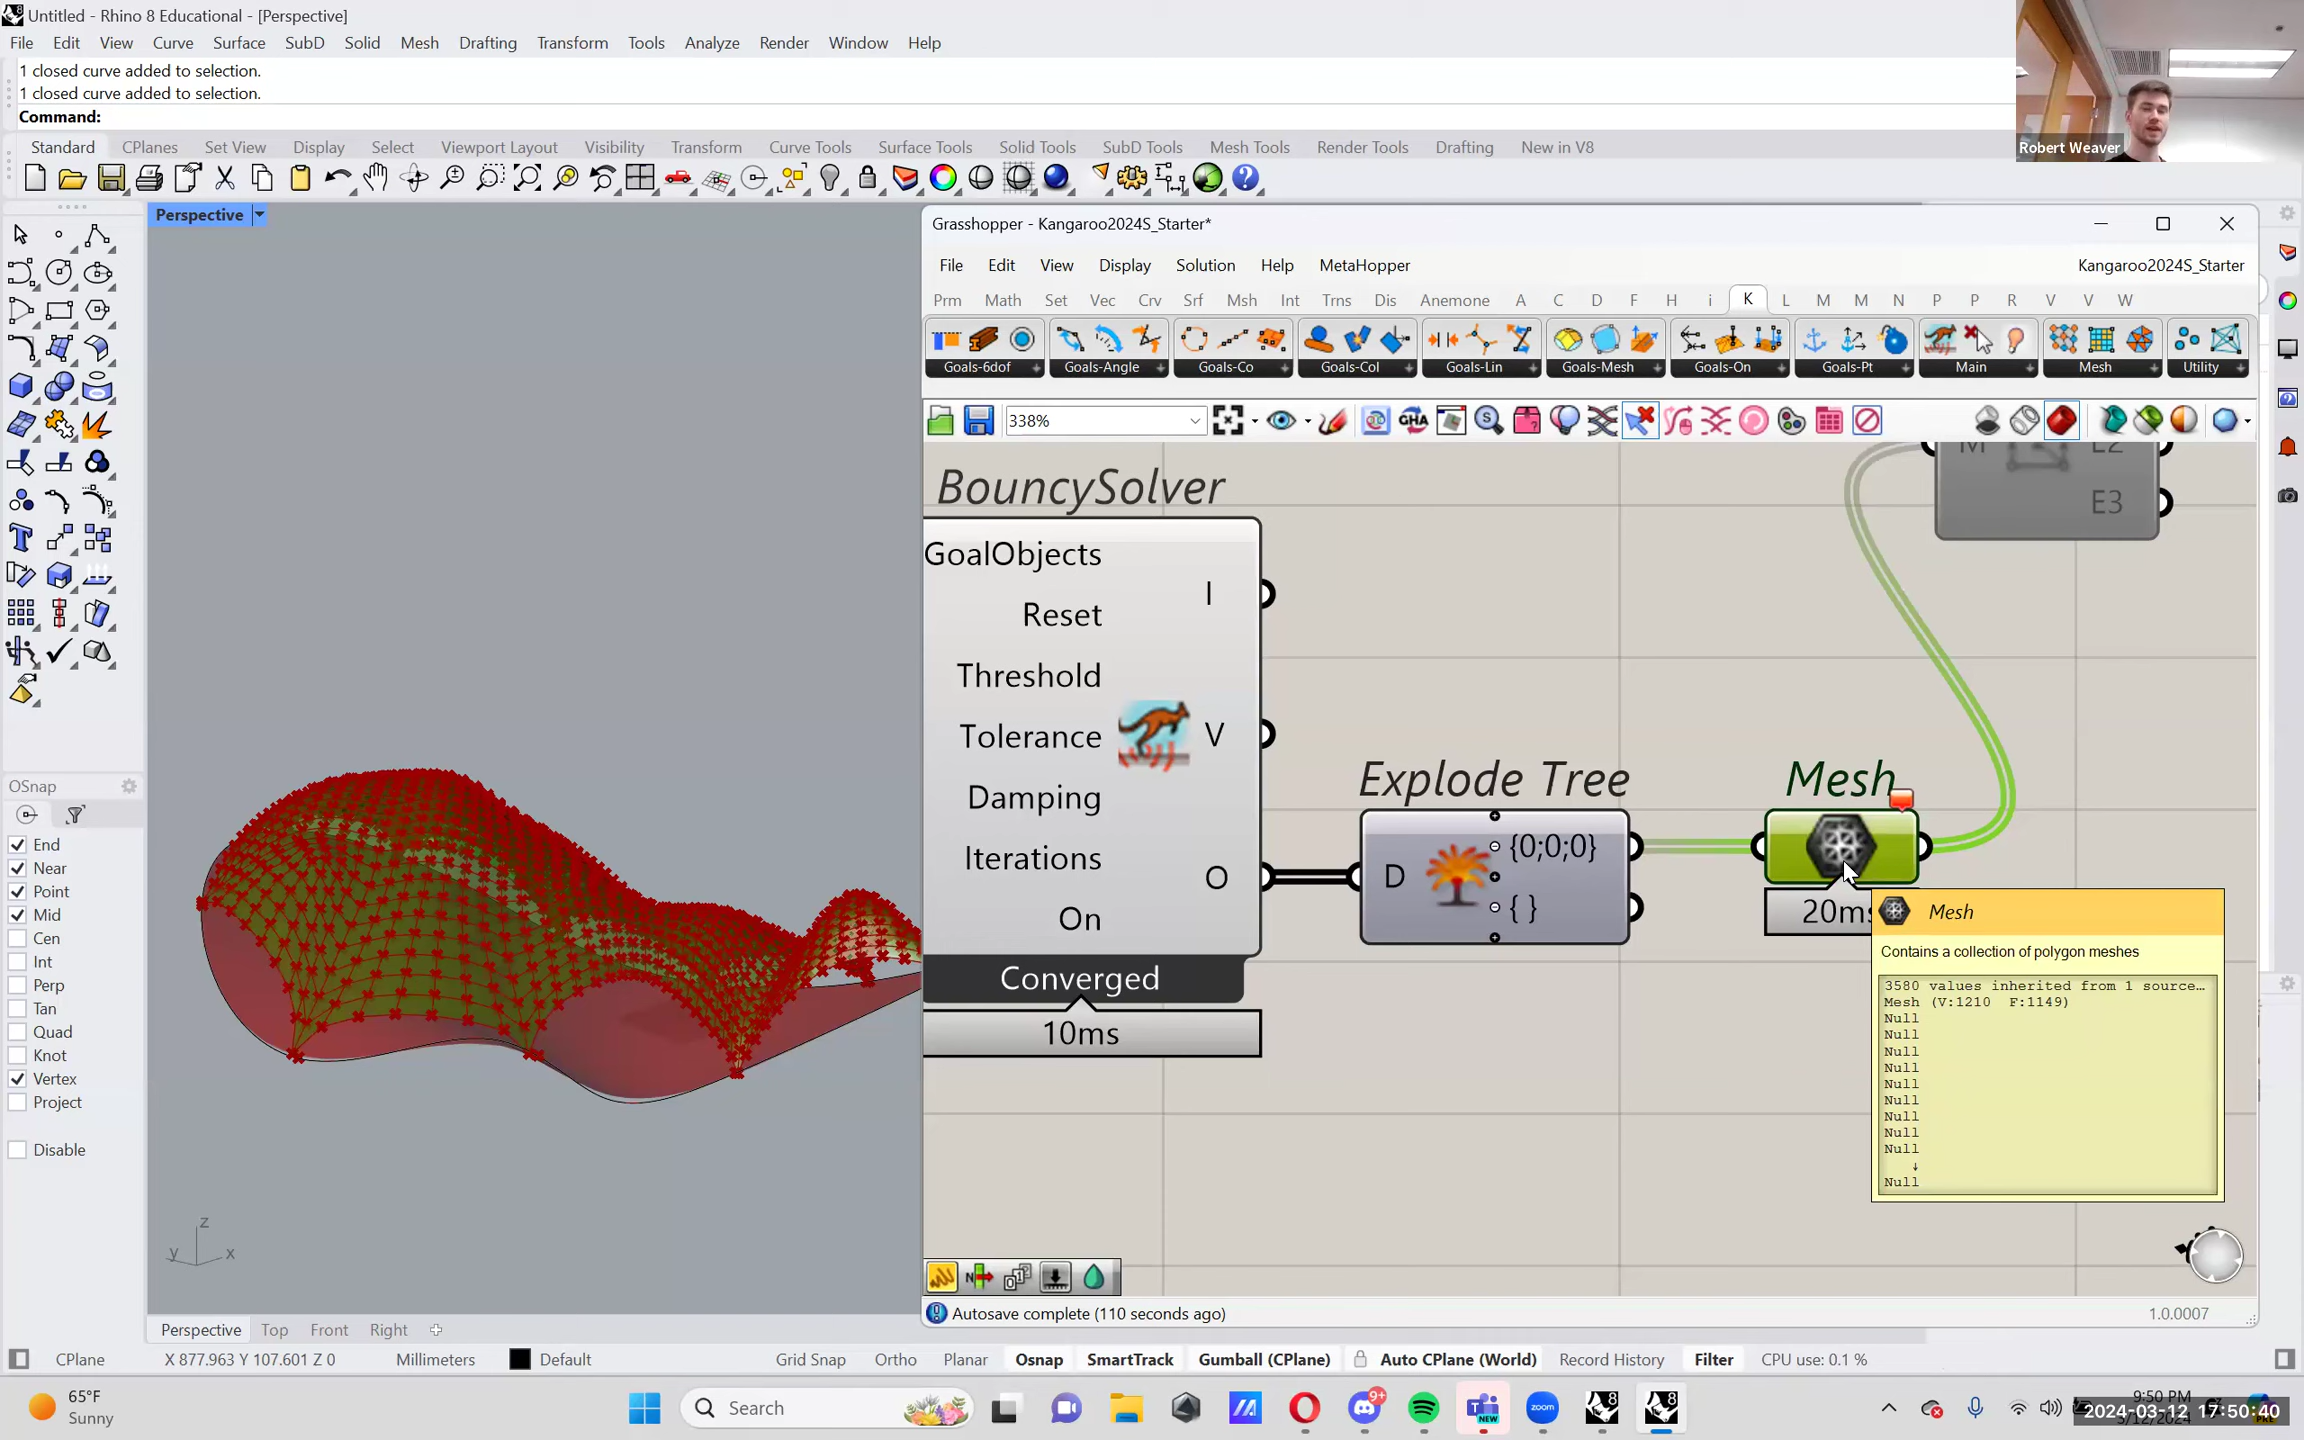 Untitled - Rhino 8 Educational - [Perspective]
File Edit View Curve Surface SubD Solid Mesh Drafting Transform Tools Analyze Render Window Help
1 closed curve added to selection.
1 closed curve added to selection.
Command:
Robert Weaver
Standard CPlanes Set View Display Select Viewport Layout Visibility Transform Curve Tools Surface Tools Solid Tools SubD Tools Mesh Tools Render Tools Drafting New in V8
Perspective
Grasshopper - Kangaroo2024S_Starter*
File Edit View Display Solution Help MetaHopper Kangaroo2024S_Starter
Prm Math Set Vec Crv Srf Msh Int Trns Dis Anemone A C D F H i K L M M N P P R V V W
Goals-6dof Goals-Angle Goals-Co Goals-Col Goals-Lin Goals-Mesh Goals-On Goals-Pt Main Mesh Utility
338%
BouncySolver
GoalObjects
Reset
Threshold
Tolerance
Damping
Iterations
On
I
V
O
Converged
10ms
Explode Tree
D
{0;0;0}
{ }
Mesh
20ms
M
E2
E3
Mesh
Contains a collection of polygon meshes
3580 values inherited from 1 source…
Mesh (V:1210 F:1149)
Null
Null
Null
Null
Null
Null
Null
Null
Null
↓
Null
OSnap
End
Near
Point
Mid
Cen
Int
Perp
Tan
Quad
Knot
Vertex
Project
Disable
z
y
x
Autosave complete (110 seconds ago) 1.0.0007
Perspective Top Front Right
CPlane X 877.963 Y 107.601 Z 0 Millimeters Default Grid Snap Ortho Planar Osnap SmartTrack Gumball (CPlane) Auto CPlane (World) Record History Filter CPU use: 0.1 %
65°F
Sunny
Search
9+
NEW
zoom
9:50 PM
2024-03-12 17:50:40